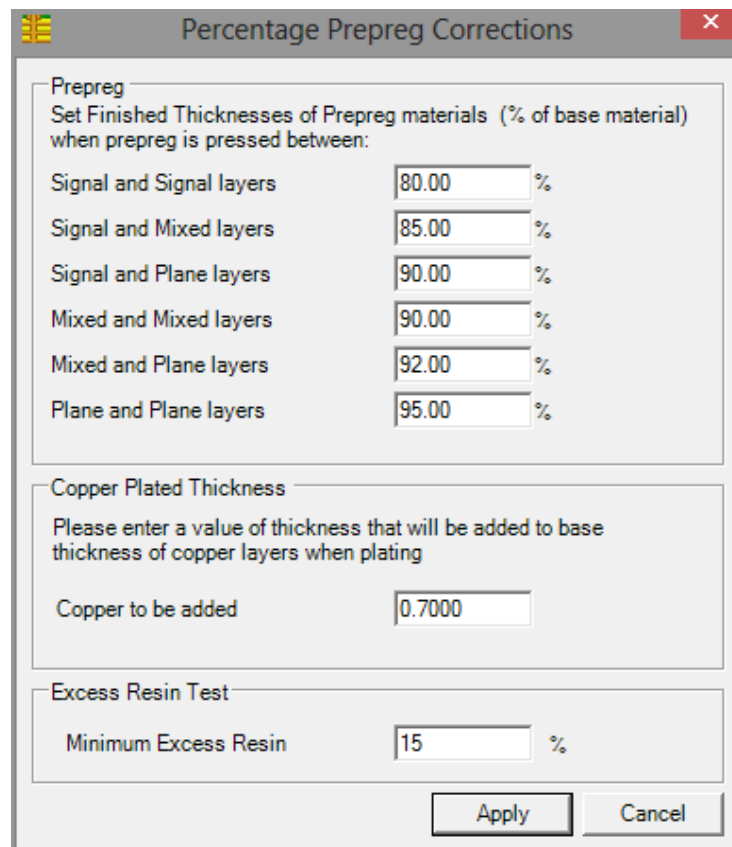 Percentage Prepreg Corrections
Prepreg
Set Finished Thicknesses of Prepreg materials (% of base material)
when prepreg is pressed between:
Signal and Signal layers 80.00 %
Signal and Mixed layers 85.00 %
Signal and Plane layers 90.00 %
Mixed and Mixed layers 90.00 %
Mixed and Plane layers 92.00 %
Plane and Plane layers 95.00 %
Copper Plated Thickness
Please enter a value of thickness that will be added to base
thickness of copper layers when plating
Copper to be added 0.7000
Excess Resin Test
Minimum Excess Resin 15 %
Apply Cancel